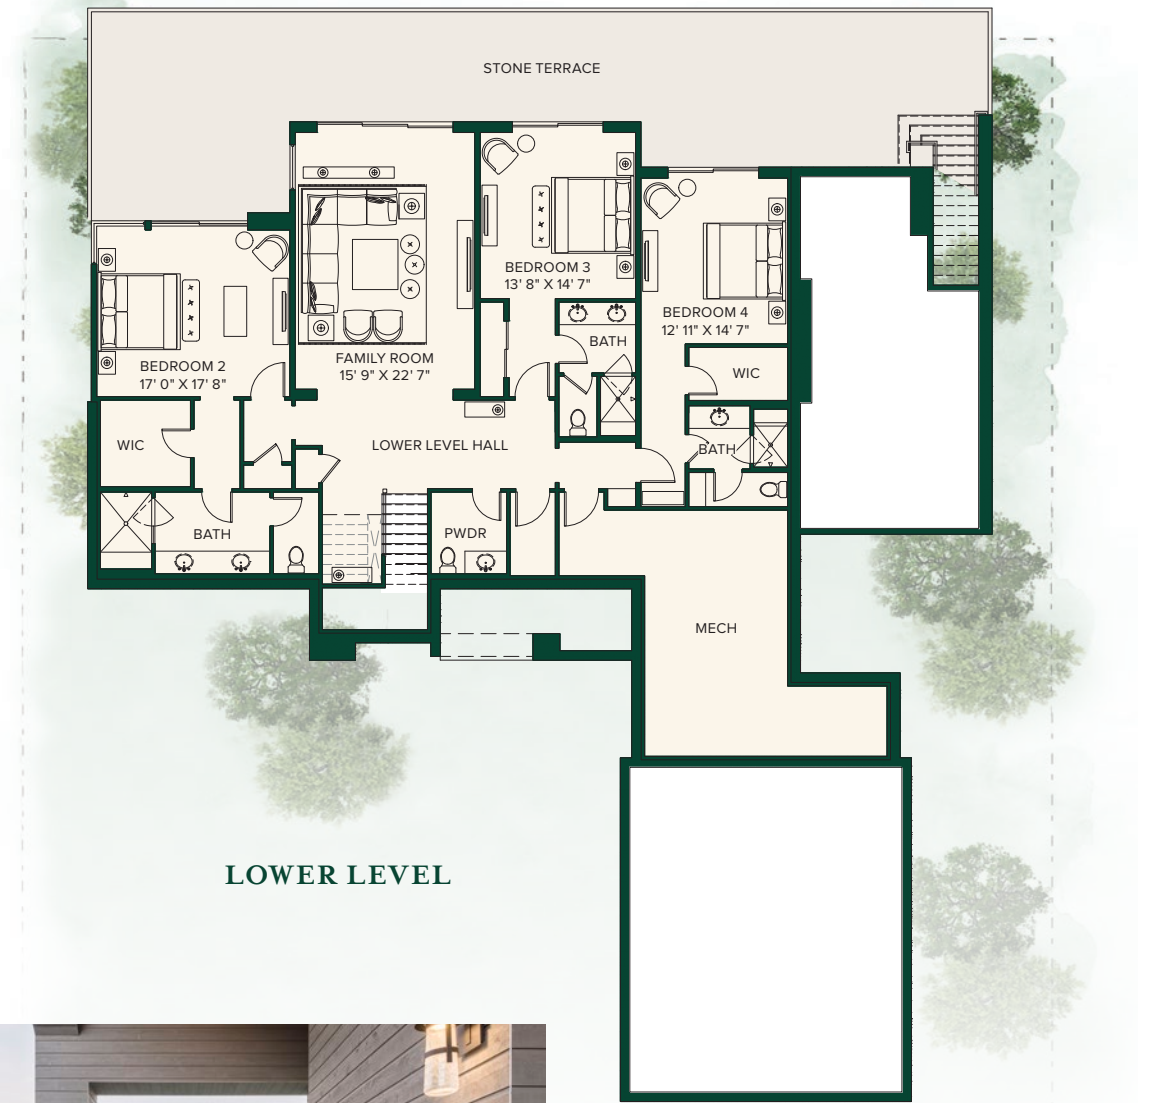 STONE TERRACE
BEDROOM 3
13' 8" X 14' 7"
BEDROOM 4
12' 11" X 14' 7"
BATH
FAMILY ROOM
15' 9" X 22' 7"
BEDROOM 2
17' 0" X 17' 8"
WIC
WIC
LOWER LEVEL HALL
BATH
BATH
PWDR
MECH
LOWER LEVEL